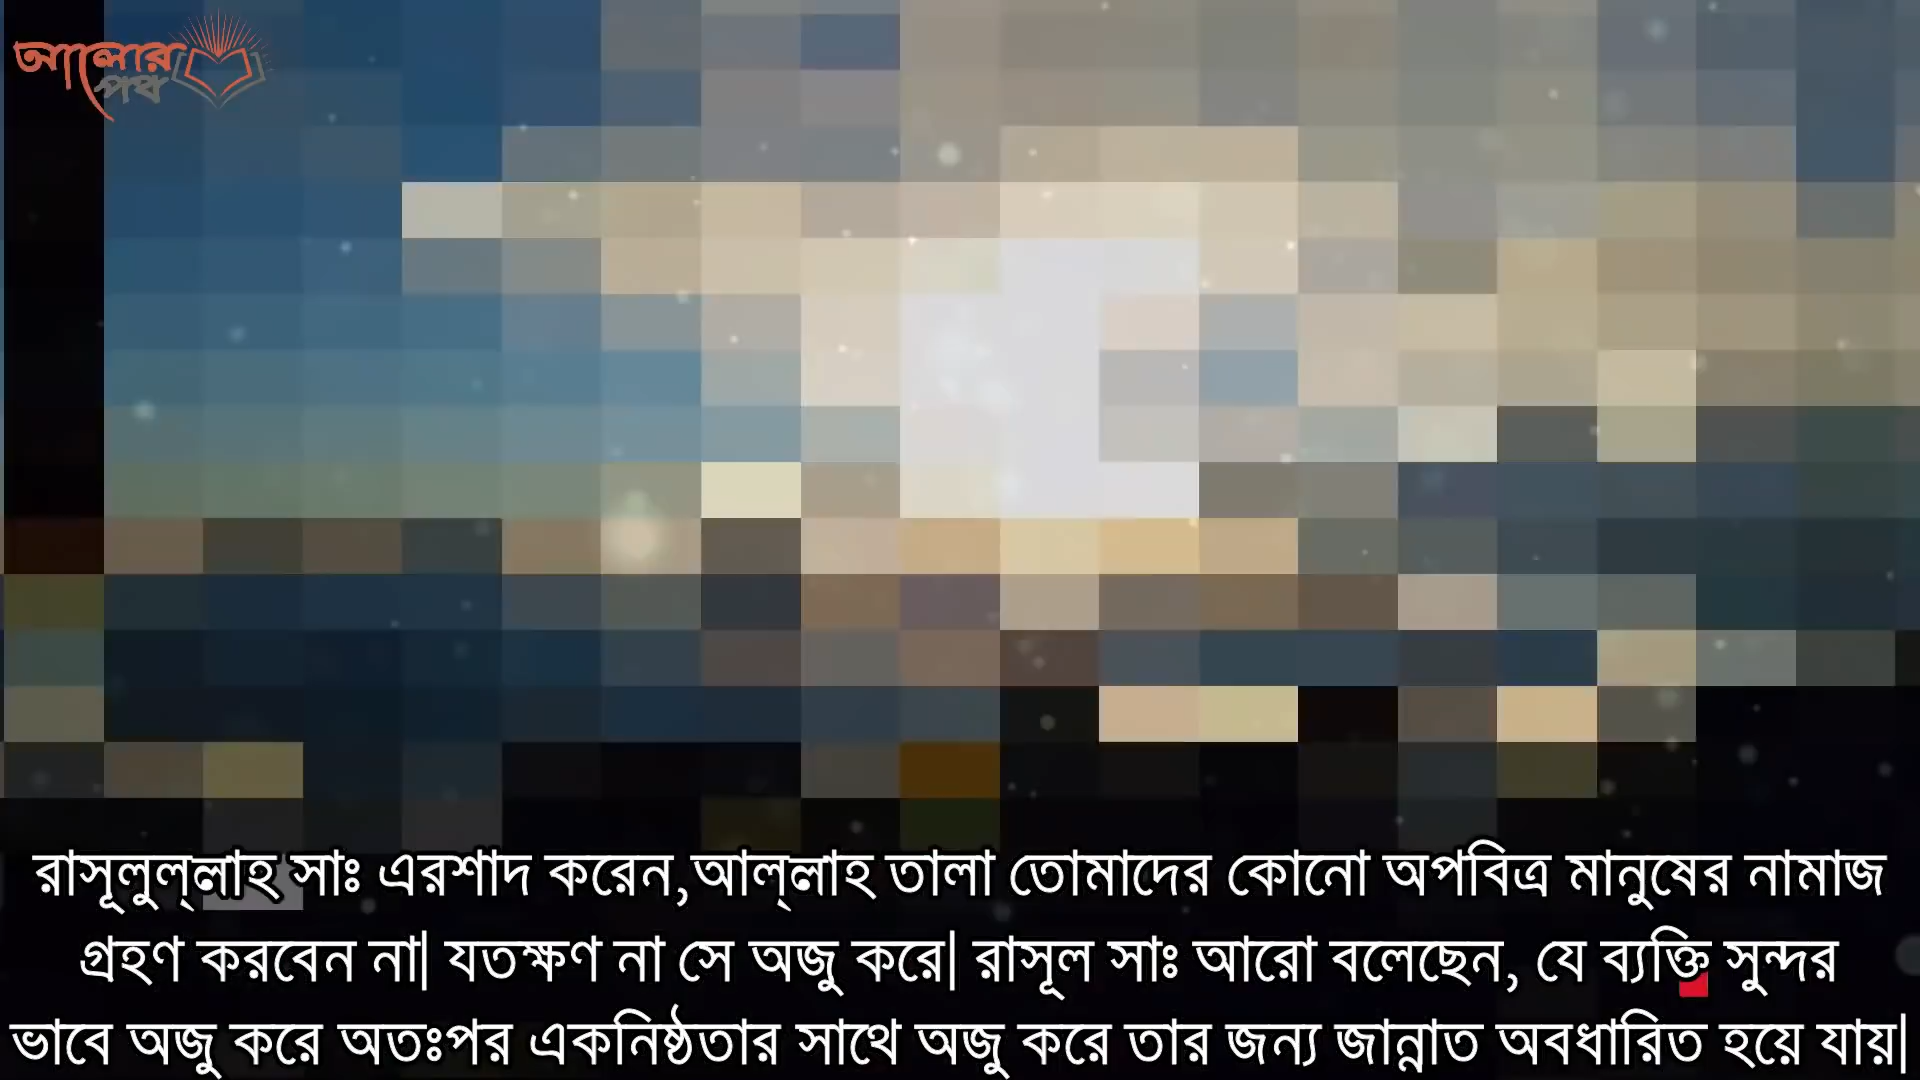 আলোর
পথ
রাসূলুল্লাহ সাঃ এরশাদ করেন,আল্লাহ তালা তোমাদের কোনো অপবিত্র মানুষের নামাজ
গ্রহণ করবেন না| যতক্ষণ না সে অজু করে| রাসূল সাঃ আরো বলেছেন, যে ব্যক্তি সুন্দর
ভাবে অজু করে অতঃপর একনিষ্ঠতার সাথে অজু করে তার জন্য জান্নাত অবধারিত হয়ে যায়|